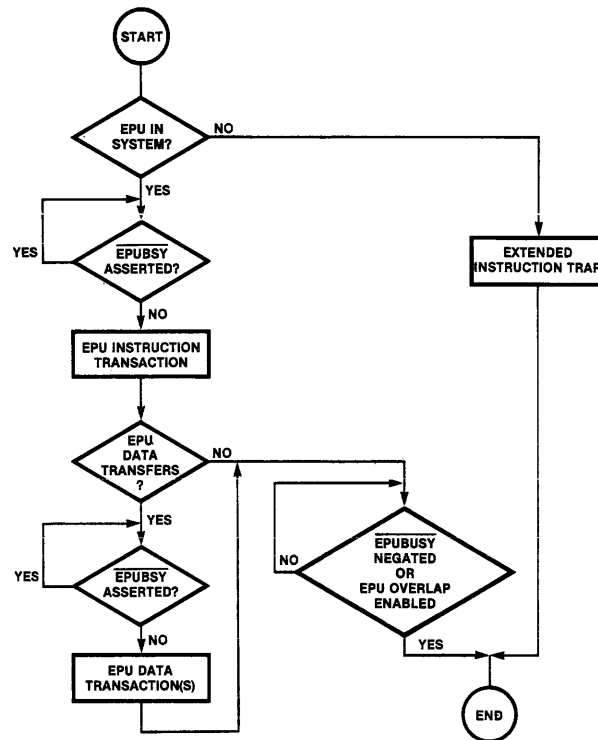 START
EPU IN
SYSTEM?
NO
YES
YES
EPUBSY
ASSERTED?
EXTENDED
INSTRUCTION TRAP
NO
EPU INSTRUCTION
TRANSACTION
EPU
DATA
TRANSFERS
?
NO
YES
YES
EPUBSY
ASSERTED?
NO
EPUBUSY
NEGATED
OR
EPU OVERLAP
ENABLED
NO
YES
EPU DATA
TRANSACTION(S)
END